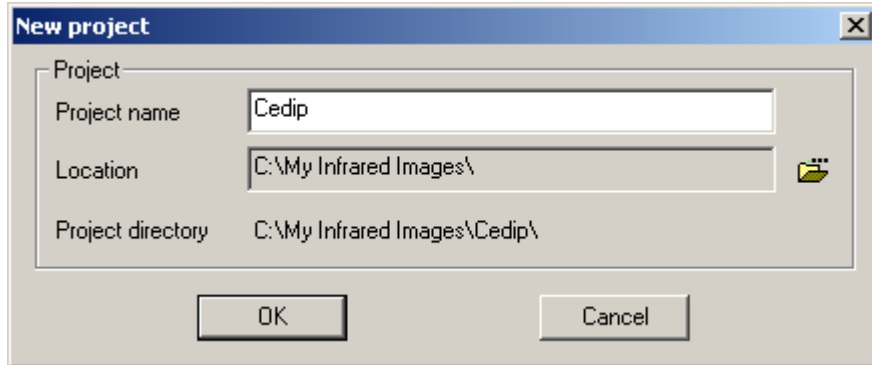 New project
Project
Project name Cedip
Location C:\My Infrared Images\
Project directory C:\My Infrared Images\Cedip\
OK Cancel